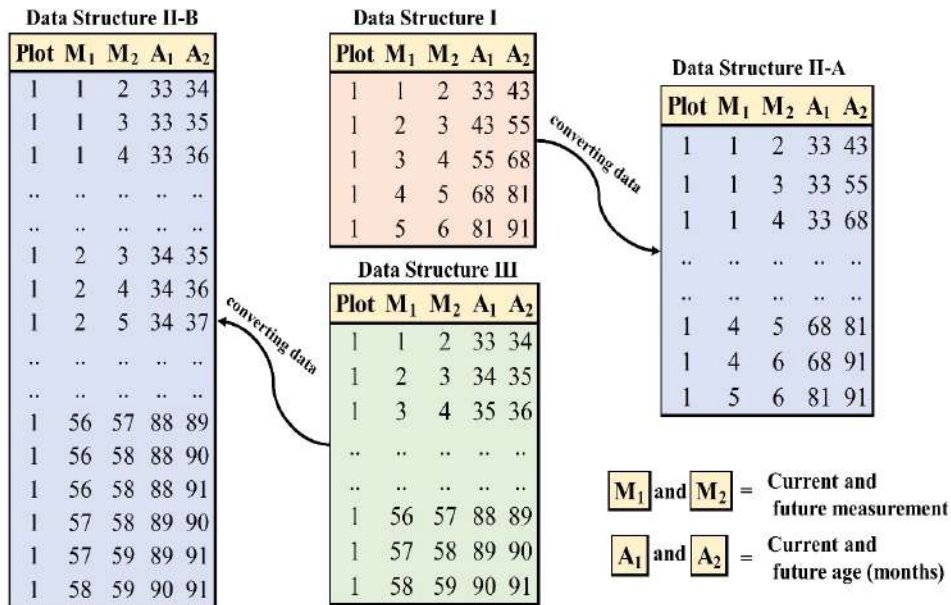 Data Structure II-B
Plot M₁ M₂ A₁ A₂
1 1 2 33 34
1 1 3 33 35
1 1 4 33 36
.. .. .. .. ..
.. .. .. .. ..
1 2 3 34 35
1 2 4 34 36
1 2 5 34 37
.. .. .. .. ..
.. .. .. .. ..
1 56 57 88 89
1 56 58 88 90
1 56 58 88 91
1 57 58 89 90
1 57 59 89 91
1 58 59 90 91
Data Structure I
Plot M₁ M₂ A₁ A₂
1 1 2 33 43
1 2 3 43 55
1 3 4 55 68
1 4 5 68 81
1 5 6 81 91
converting data
Data Structure II-A
Plot M₁ M₂ A₁ A₂
1 1 2 33 43
1 1 3 33 55
1 1 4 33 68
.. .. .. .. ..
.. .. .. .. ..
1 4 5 68 81
1 4 6 68 91
1 5 6 81 91
converting data
Data Structure III
Plot M₁ M₂ A₁ A₂
1 1 2 33 34
1 2 3 34 35
1 3 4 35 36
.. .. .. .. ..
.. .. .. .. ..
1 56 57 88 89
1 57 58 89 90
1 58 59 90 91
M₁ and M₂ = Current and
future measurement
A₁ and A₂ = Current and
future age (months)